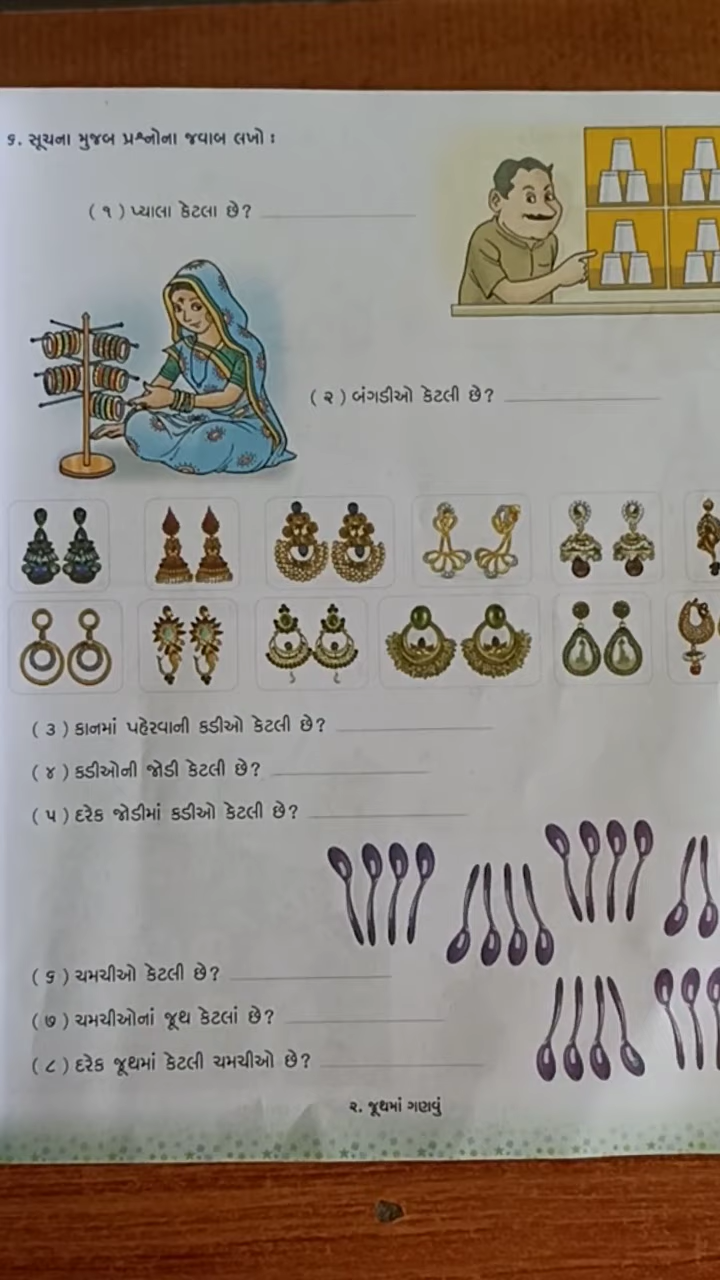 ૬. સૂચના મુજબ પ્રશ્નોના જવાબ લખો :
(૧) પ્યાલા કેટલા છે?
(૨) બંગડીઓ કેટલી છે?
(૩) કાનમાં પહેરવાની કડીઓ કેટલી છે?
(૪) કડીઓની જોડી કેટલી છે?
(૫) દરેક જોડીમાં કડીઓ કેટલી છે?
(૬) ચમચીઓ કેટલી છે?
(૭) ચમચીઓનાં જૂથ કેટલાં છે?
(૮) દરેક જૂથમાં કેટલી ચમચીઓ છે?
૨. જૂથમાં ગણવું